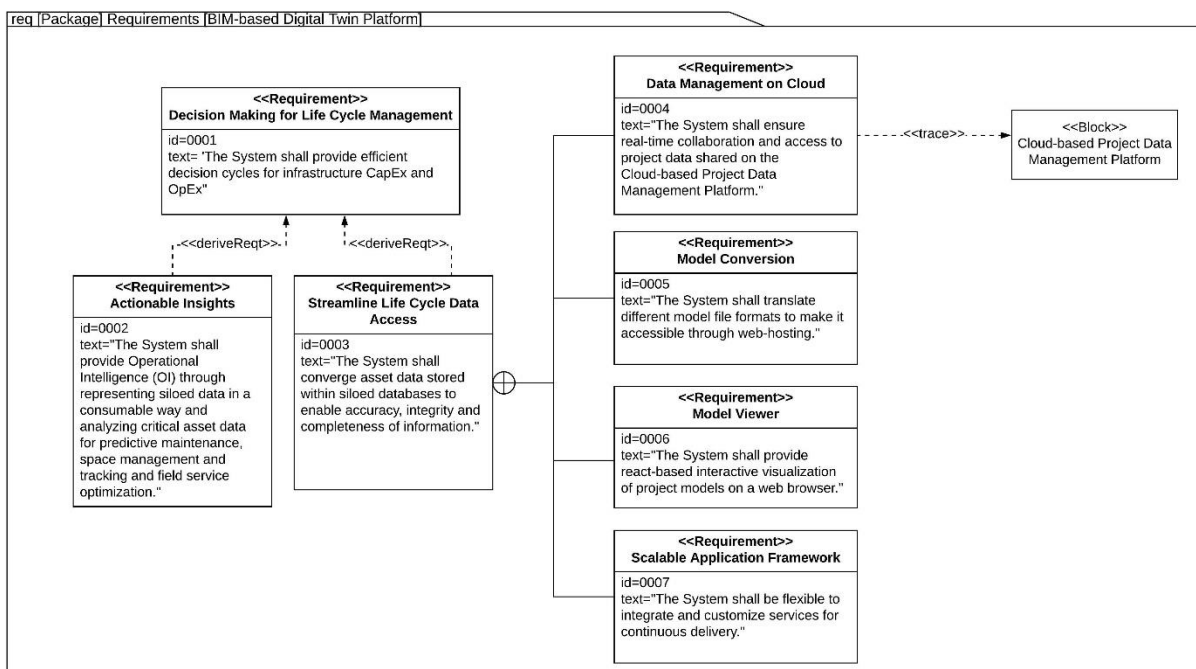 req [Package] Requirements [BIM-based Digital Twin Platform]
<<Requirement>>
Decision Making for Life Cycle Management
id=0001
text= 'The System shall provide efficient
decision cycles for infrastructure CapEx and
OpEx"
<<deriveReqt>>
<<deriveReqt>>
<<Requirement>>
Actionable Insights
id=0002
text="The System shall
provide Operational
Intelligence (OI) through
representing siloed data in a
consumable way and
analyzing critical asset data
for predictive maintenance,
space management and
tracking and field service
optimization."
<<Requirement>>
Streamline Life Cycle Data
Access
id=0003
text="The System shall
converge asset data stored
within siloed databases to
enable accuracy, integrity and
completeness of information."
<<Requirement>>
Data Management on Cloud
id=0004
text="The System shall ensure
real-time collaboration and access to
project data shared on the
Cloud-based Project Data
Management Platform."
<<trace>>
<<Block>>
Cloud-based Project Data
Management Platform
<<Requirement>>
Model Conversion
id=0005
text="The System shall translate
different model file formats to make it
accessible through web-hosting."
<<Requirement>>
Model Viewer
id=0006
text="The System shall provide
react-based interactive visualization
of project models on a web browser."
<<Requirement>>
Scalable Application Framework
id=0007
text="The System shall be flexible to
integrate and customize services for
continuous delivery."